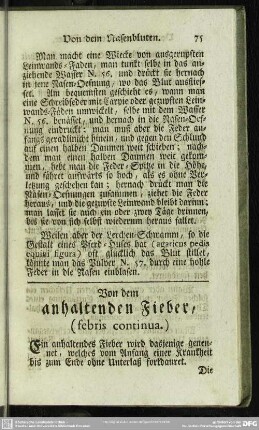 Von dem Nasenbluten. 75
Man macht eine Wiecke von ausgezupften
Leinwands-Faden, man tunkt selbe in das an-
ziehende Wasser N. 56. und drückt sie hernach
in jene Nasen-Oefnung, wo das Blut ausflies-
set. Am bequemsten geschieht es, wann man
eine Schreibfeder mit Carpie oder gezupften Lein-
wands-Fäden umwickelt, selbe mit dem Wasser
N. 56. benässet, und hernach in die Nasen-Oef-
nung eindruckt: man muß aber die Feder an-
fangs geradlinicht hinein, und gegen den Schlund
auf einen halben Daumen weit schieben; nach-
dem man einen halben Daumen weit gekom-
men, hebt man die Feder-Spitze in die Höhe,
und fähret aufwärts so hoch, als es ohne Ver-
letzung geschehen kan; hernach drückt man die
Nasen-Oefnungen zusammen, ziehet die Feder
heraus, und die gezupfte Leinwand bleibt darinn;
man lasset sie auch ein oder zwen Täge drinnen,
bis sie von sich selbst wiederum heraus fallet.
Weilen aber der Lerchen-Schwamm, so die
Gestalt eines Pferd-Hufes hat (agaricus pedis
equini figura) oft glücklich das Blut stillet,
könnte man das Pulver N. 57. durch eine hohle
Feder in die Nasen einblasen.
Von dem
anhaltenden Fieber,
(febris continua.)
Ein anhaltendes Fieber wird dasjenige genen-
net, welches vom Anfang einer Krankheit
bis zum Ende ohne Unterlaß fortdauret.
Die
DFG